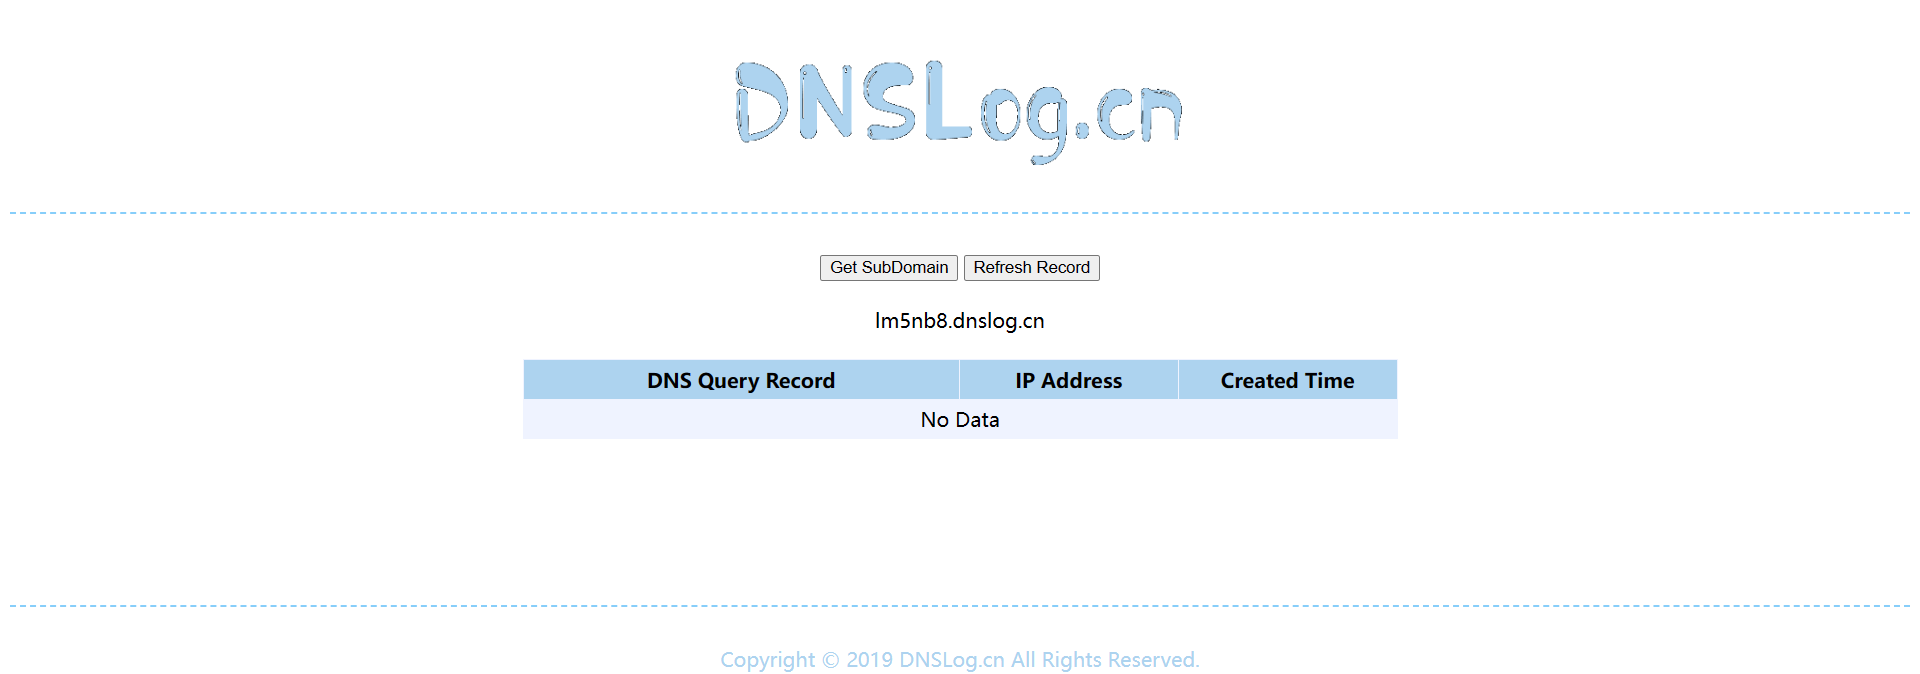 DNSLog.cn
Get SubDomain Refresh Record
lm5nb8.dnslog.cn
DNS Query Record IP Address Created Time
No Data
Copyright © 2019 DNSLog.cn All Rights Reserved.